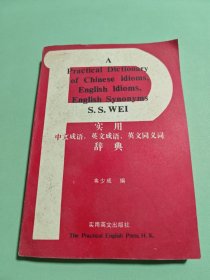 A
Practical Dictionary
of Chinese Idioms,
English Idioms,
English Synonyms
S. S. WEI
实用
中文成语、英文成语、英文同义词
辞典
韦少成 编
实用英文出版社
The Practical English Press, H. K.